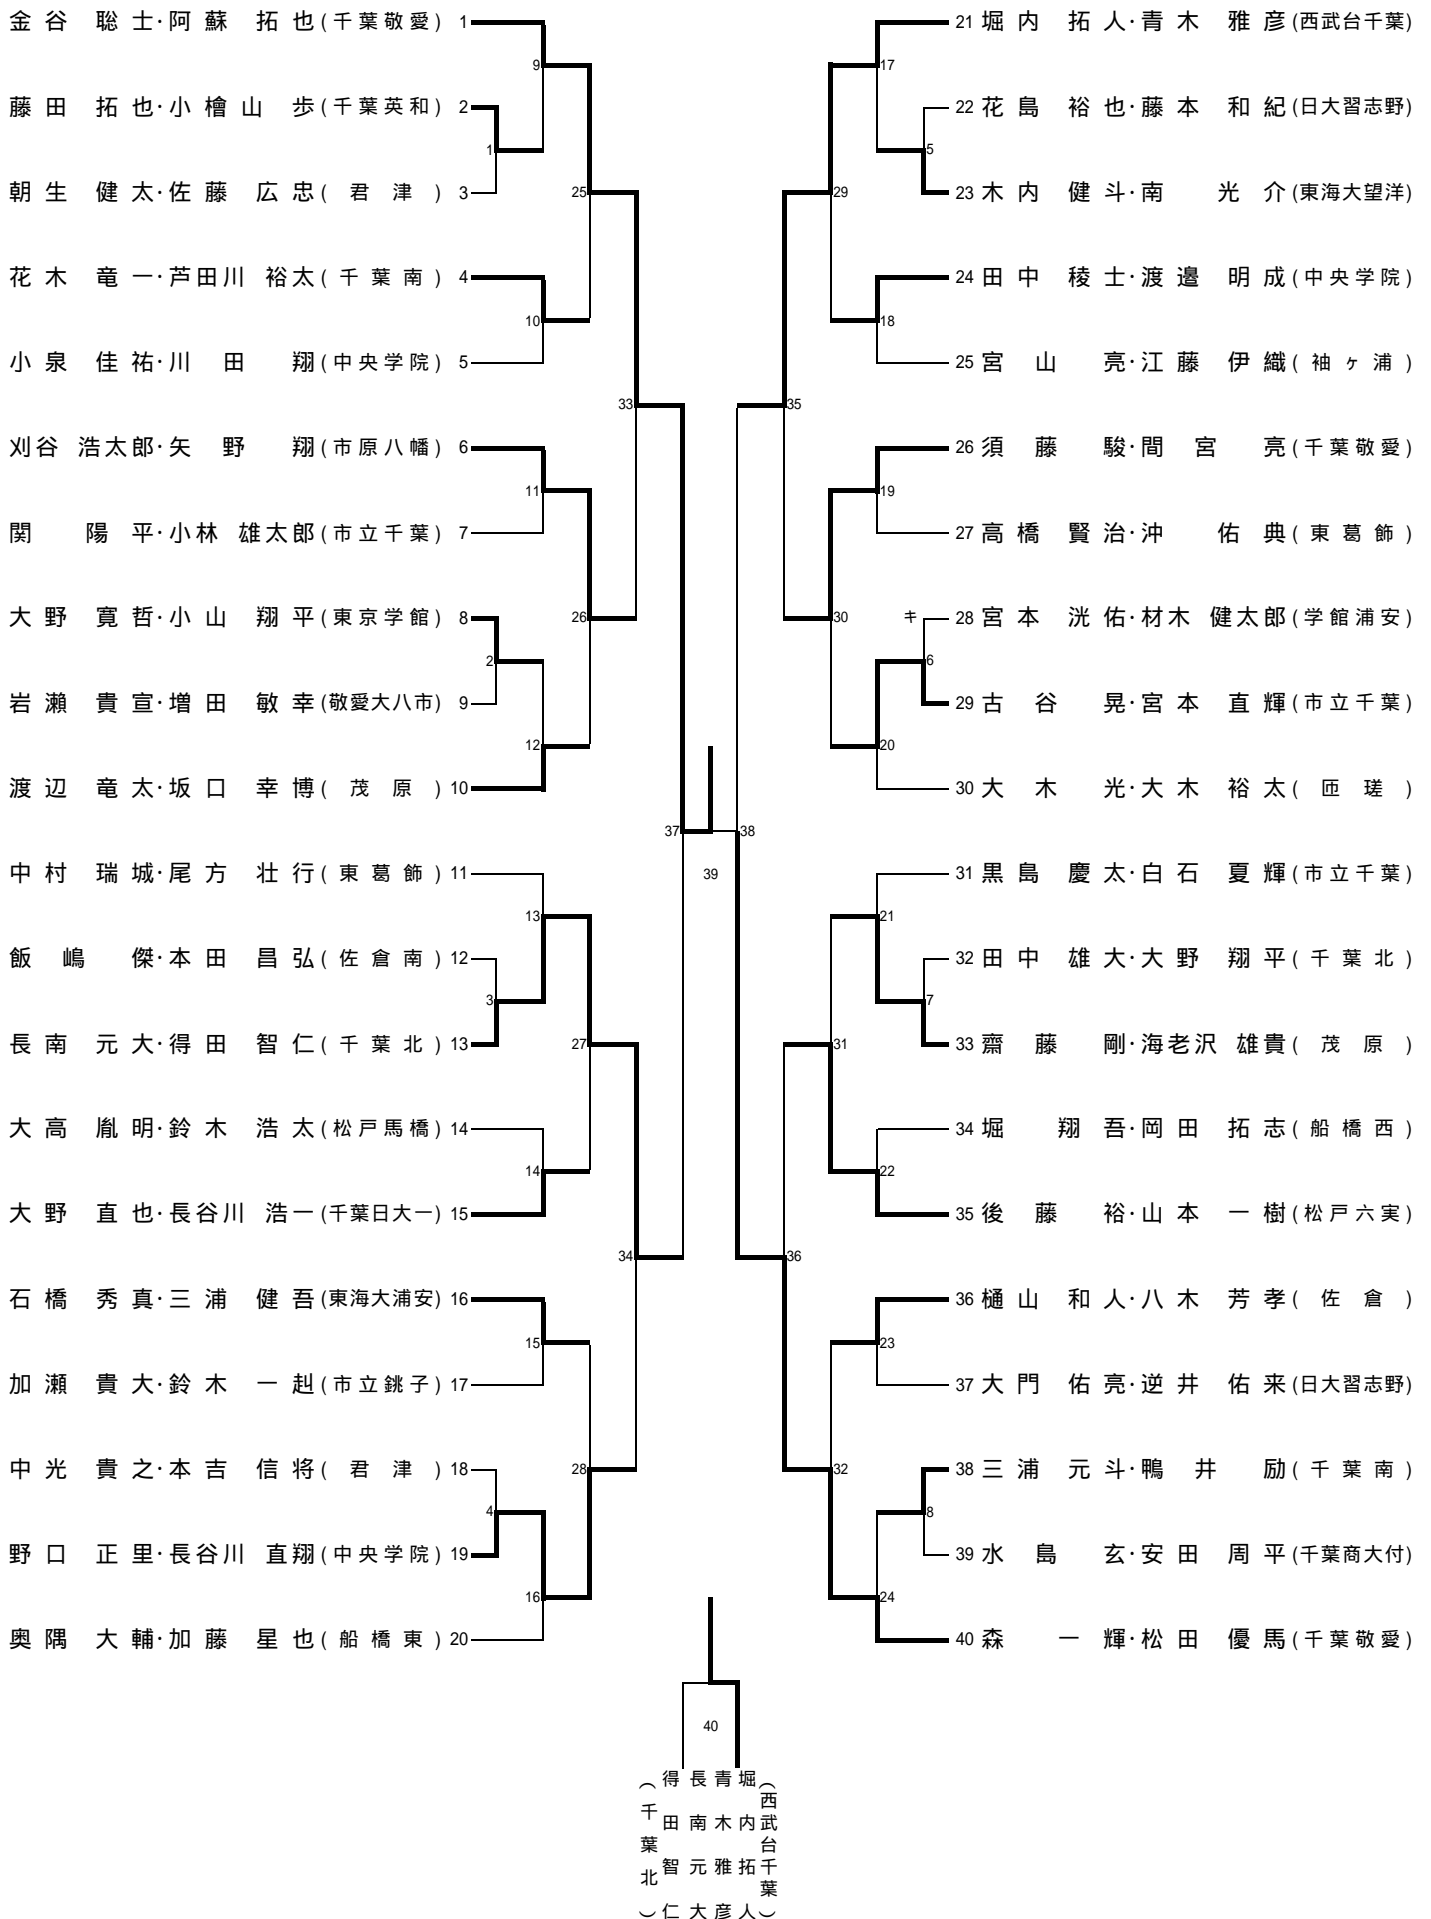 金谷 聡士・阿蘇 拓也 (千葉敬愛) 1
9
藤田 拓也・小檜山 歩 (千葉英和) 2
1
朝生 健太・佐藤 広忠 (君津) 3
25
花木 竜一・芦田川 裕太 (千葉南) 4
10
小泉 佳祐・川田 翔 (中央学院) 5
33
刈谷 浩太郎・矢野 翔 (市原八幡) 6
11
関 陽平・小林 雄太郎 (市立千葉) 7
大野 寛哲・小山 翔平 (東京学館) 8
26
2
岩瀬 貴宣・増田 敏幸 (敬愛大八市) 9
12
渡辺 竜太・坂口 幸博 (茂原) 10
37
中村 瑞城・尾方 壮行 (東葛飾) 11
13
飯嶋 傑・本田 昌弘 (佐倉南) 12
3
長南 元大・得田 智仁 (千葉北) 13
27
大高 胤明・鈴木 浩太 (松戸馬橋) 14
14
大野 直也・長谷川 浩一 (千葉日大一) 15
34
石橋 秀真・三浦 健吾 (東海大浦安) 16
15
加瀬 貴大・鈴木 一赳 (市立銚子) 17
中光 貴之・本吉 信将 (君津) 18
28
4
野口 正里・長谷川 直翔 (中央学院) 19
16
奥隅 大輔・加藤 星也 (船橋東) 20
21 堀内 拓人・青木 雅彦 (西武台千葉)
17
22 花島 裕也・藤本 和紀 (日大習志野)
5
23 木内 健斗・南 光介 (東海大望洋)
29
24 田中 稜士・渡邉 明成 (中央学院)
18
25 宮山 亮・江藤 伊織 (袖ヶ浦)
35
26 須藤 駿・間宮 亮 (千葉敬愛)
19
27 高橋 賢治・沖 佑典 (東葛飾)
キ 28 宮本 洸佑・材木 健太郎 (学館浦安)
30
6
29 古谷 晃・宮本 直輝 (市立千葉)
20
30 大木 光・大木 裕太 (匝瑳)
38
31 黒島 慶太・白石 夏輝 (市立千葉)
21
32 田中 雄大・大野 翔平 (千葉北)
7
33 齋藤 剛・海老沢 雄貴 (茂原)
31
34 堀 翔吾・岡田 拓志 (船橋西)
22
35 後藤 裕・山本 一樹 (松戸六実)
36
36 樋山 和人・八木 芳孝 (佐倉)
23
37 大門 佑亮・逆井 佑来 (日大習志野)
38 三浦 元斗・鴨井 励 (千葉南)
32
8
39 水島 玄・安田 周平 (千葉商大付)
24
40 森 一輝・松田 優馬 (千葉敬愛)
39
40
堀内 拓人 (西武台千葉)
青木 雅彦
長南 元大
得田 智仁
(千葉北)